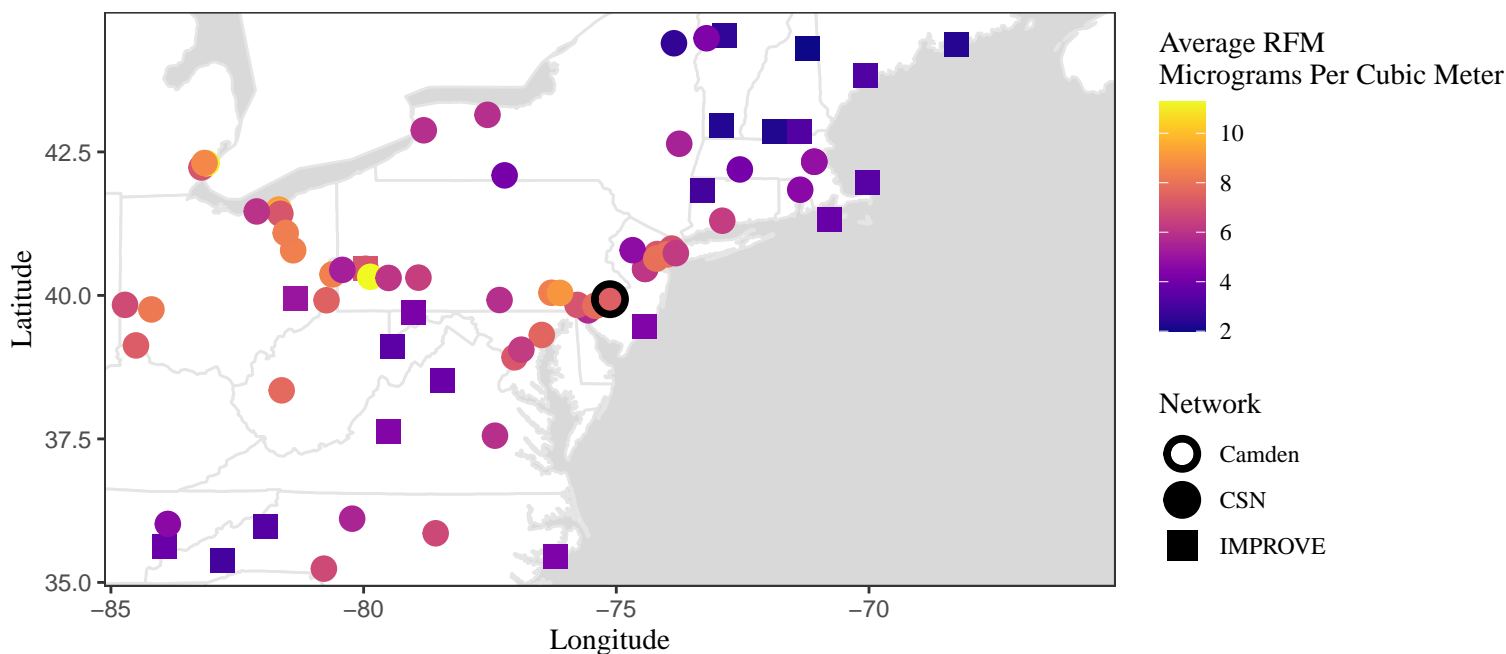 Average RFM
Micrograms Per Cubic Meter
10
8
6
4
2
Network
Camden
CSN
IMPROVE
Latitude
42.5
40.0
37.5
35.0
−85
−80
−75
−70
Longitude